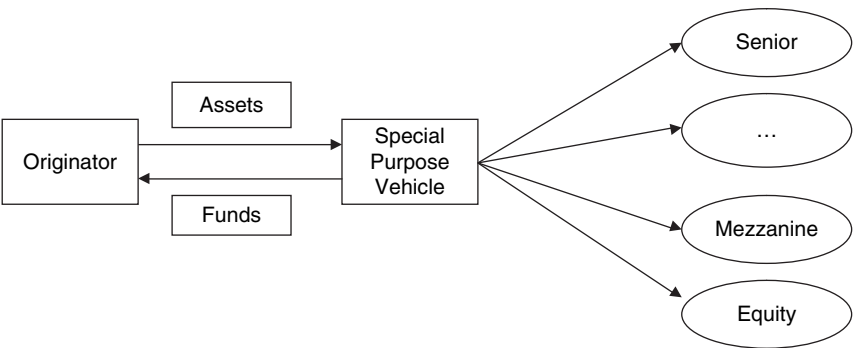 Senior
Assets
...
Originator
Special
Purpose
Vehicle
Funds
Mezzanine
Equity